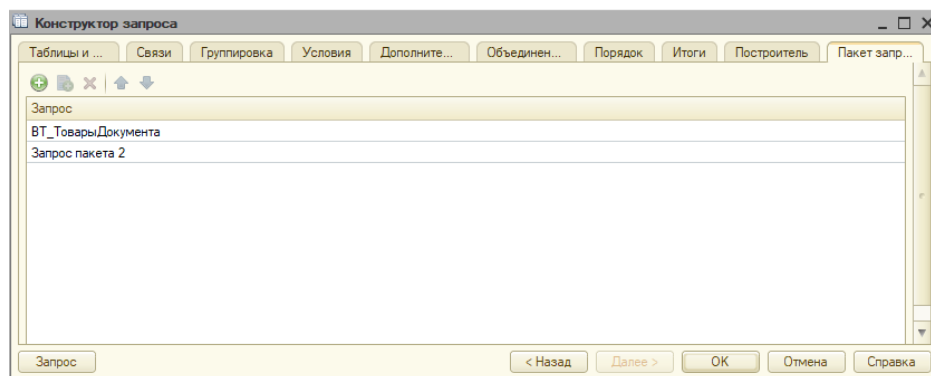 Конструктор запроса
Таблицы и ... Связи Группировка Условия Дополните... Объединен... Порядок Итоги Построитель Пакет запр...
Запрос
ВТ_ТоварыДокумента
Запрос пакета 2
Запрос < Назад Далее > ОК Отмена Справка